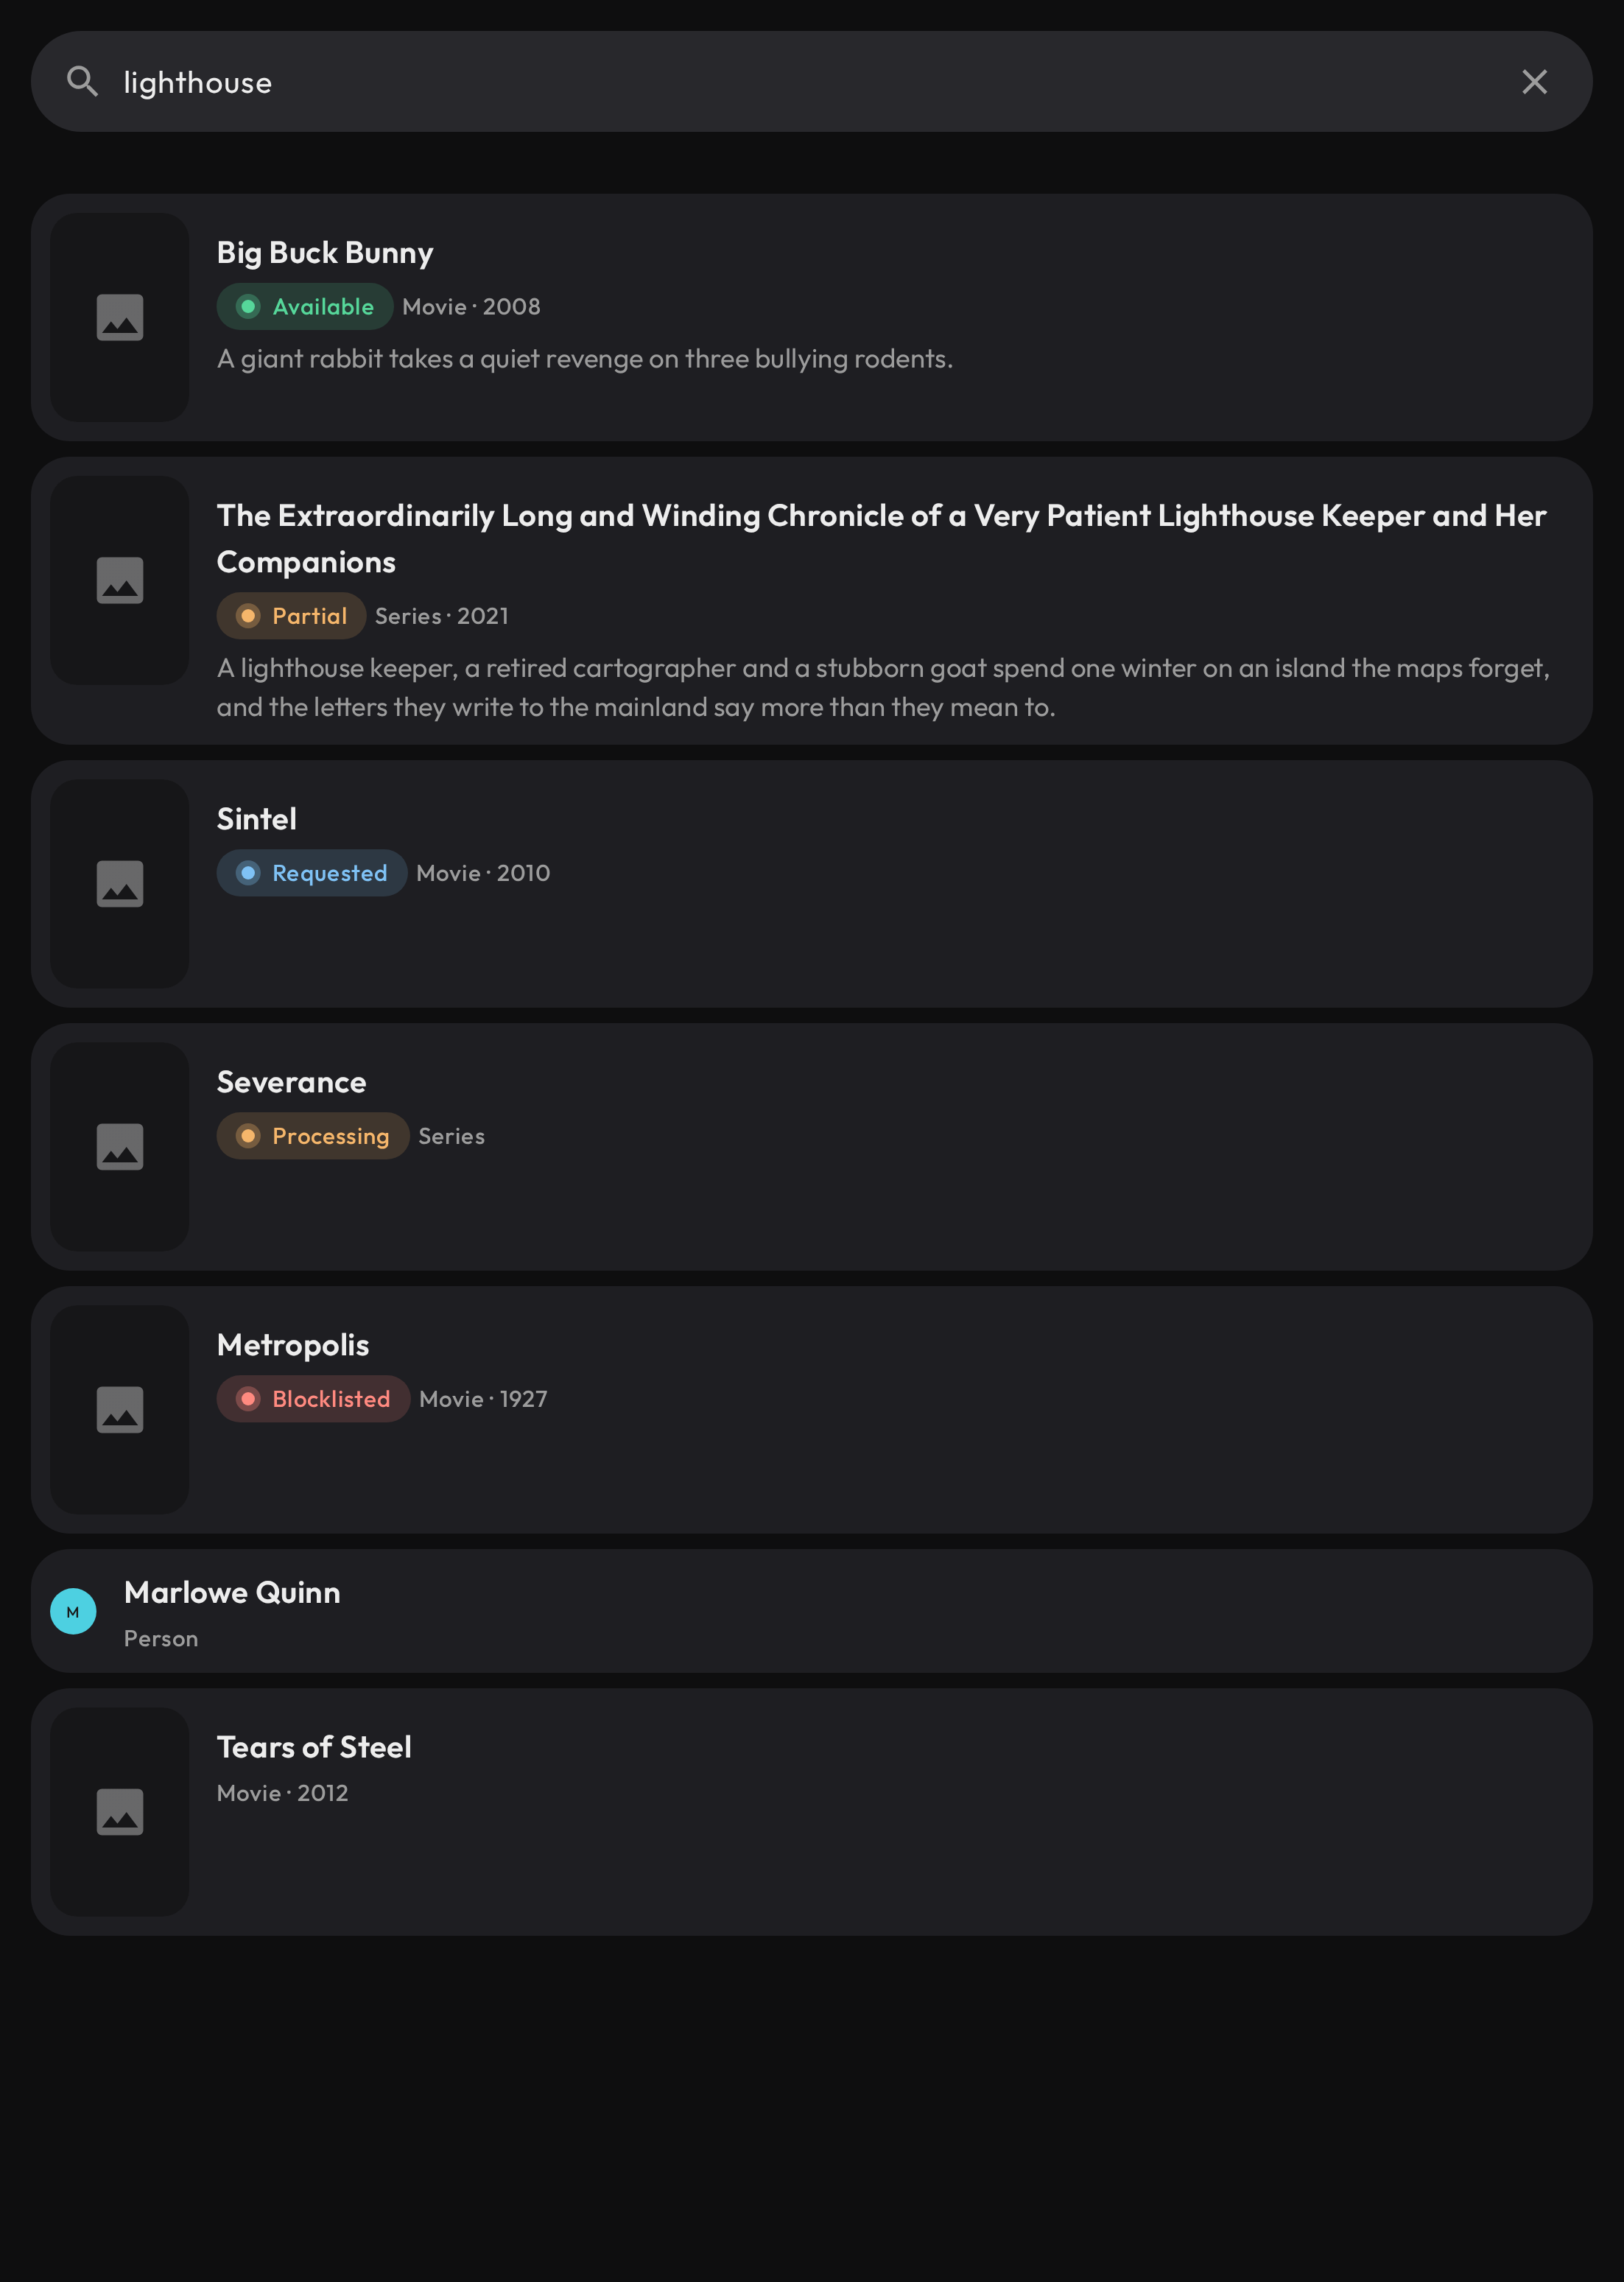 lighthouse
Big Buck Bunny
Available Movie · 2008
A giant rabbit takes a quiet revenge on three bullying rodents.
The Extraordinarily Long and Winding Chronicle of a Very Patient Lighthouse Keeper and Her
Companions
Partial Series · 2021
A lighthouse keeper, a retired cartographer and a stubborn goat spend one winter on an island the maps forget,
and the letters they write to the mainland say more than they mean to.
Sintel
Requested Movie · 2010
Severance
Processing Series
Metropolis
Blocklisted Movie · 1927
M
Marlowe Quinn
Person
Tears of Steel
Movie · 2012